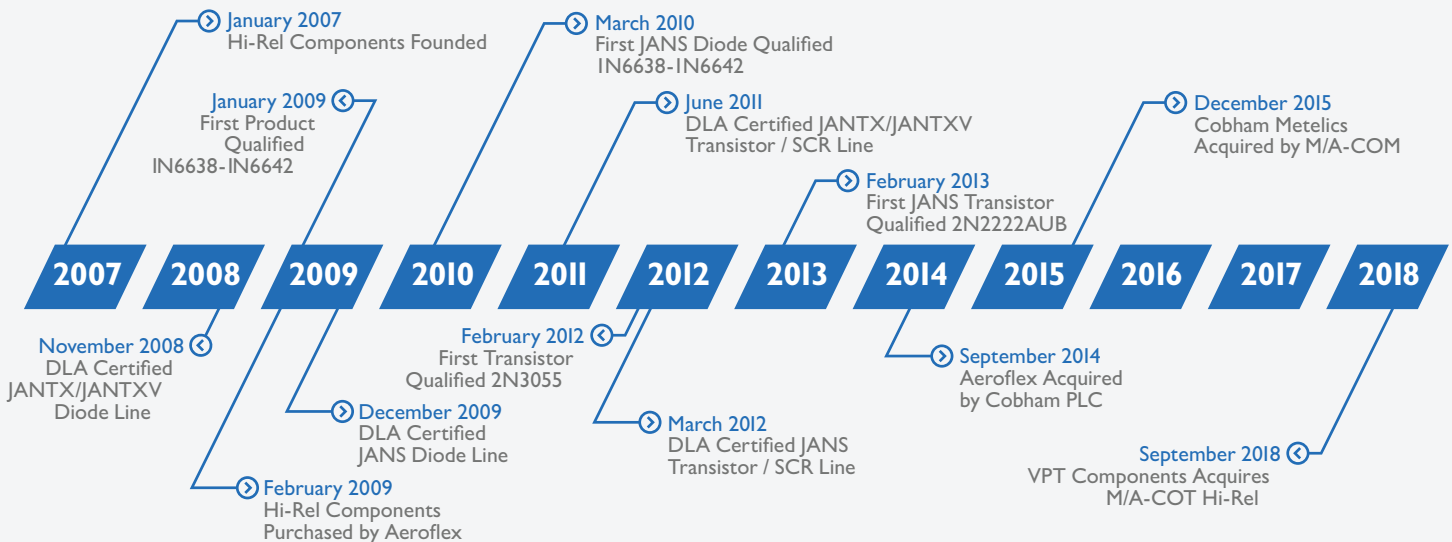 January 2007
Hi-Rel Components Founded
March 2010
First JANS Diode Qualified
IN6638-IN6642
January 2009
First Product
Qualified
IN6638-IN6642
June 2011
DLA Certified JANTX/JANTXV
Transistor / SCR Line
December 2015
Cobham Metelics
Acquired by M/A-COM
February 2013
First JANS Transistor
Qualified 2N2222AUB
2007 2008 2009 2010 2011 2012 2013 2014 2015 2016 2017 2018
November 2008
DLA Certified
JANTX/JANTXV
Diode Line
February 2012
First Transistor
Qualified 2N3055
September 2014
Aeroflex Acquired
by Cobham PLC
December 2009
DLA Certified
JANS Diode Line
March 2012
DLA Certified JANS
Transistor / SCR Line
September 2018
VPT Components Acquires
M/A-COT Hi-Rel
February 2009
Hi-Rel Components
Purchased by Aeroflex